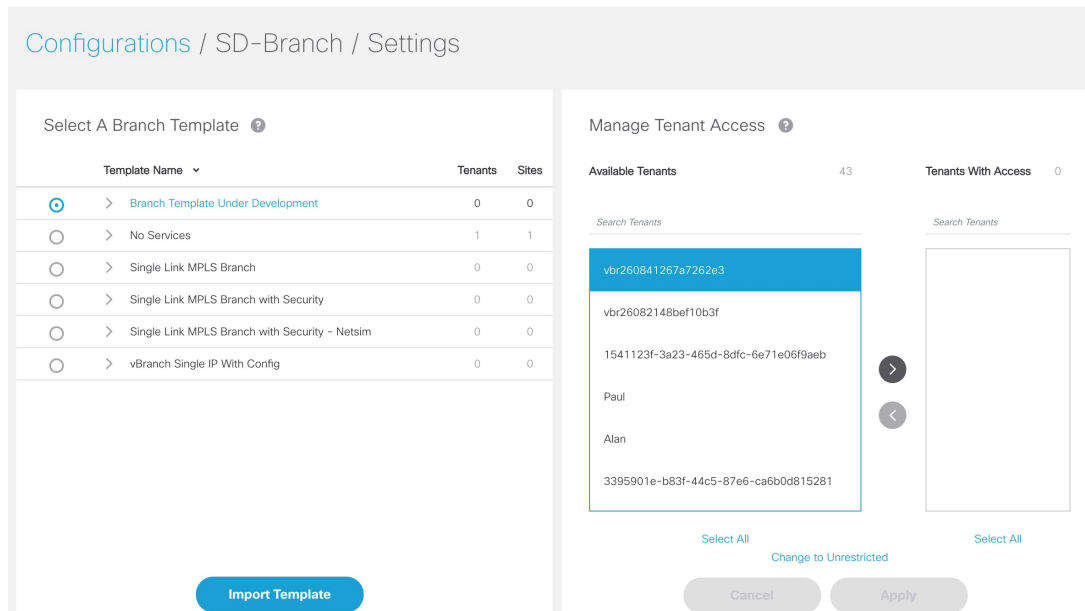 Configurations / SD-Branch / Settings
Select A Branch Template ?
Template Name Tenants Sites
Branch Template Under Development 0 0
No Services 1 1
Single Link MPLS Branch 0 0
Single Link MPLS Branch with Security 0 0
Single Link MPLS Branch with Security - Netsim 0 0
vBranch Single IP With Config 0 0
Import Template
Manage Tenant Access ?
Available Tenants 43
Search Tenants
vbr260841267a7262e3
vbr26082148bef10b3f
1541123f-3a23-465d-8dfc-6e71e06f9aeb
Paul
Alan
3395901e-b83f-44c5-87e6-ca6b0d815281
Select All
Tenants With Access 0
Search Tenants
Select All
Change to Unrestricted
Cancel
Apply